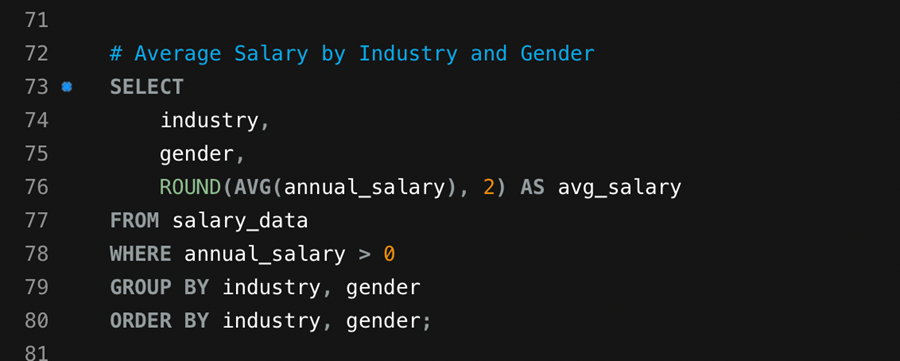 71
72 # Average Salary by Industry and Gender
73 SELECT
74 industry,
75 gender,
76 ROUND(AVG(annual_salary), 2) AS avg_salary
77 FROM salary_data
78 WHERE annual_salary > 0
79 GROUP BY industry, gender
80 ORDER BY industry, gender;
81